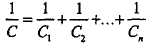 1/C = 1/C₁ + 1/C₂ + ... + 1/Cₙ